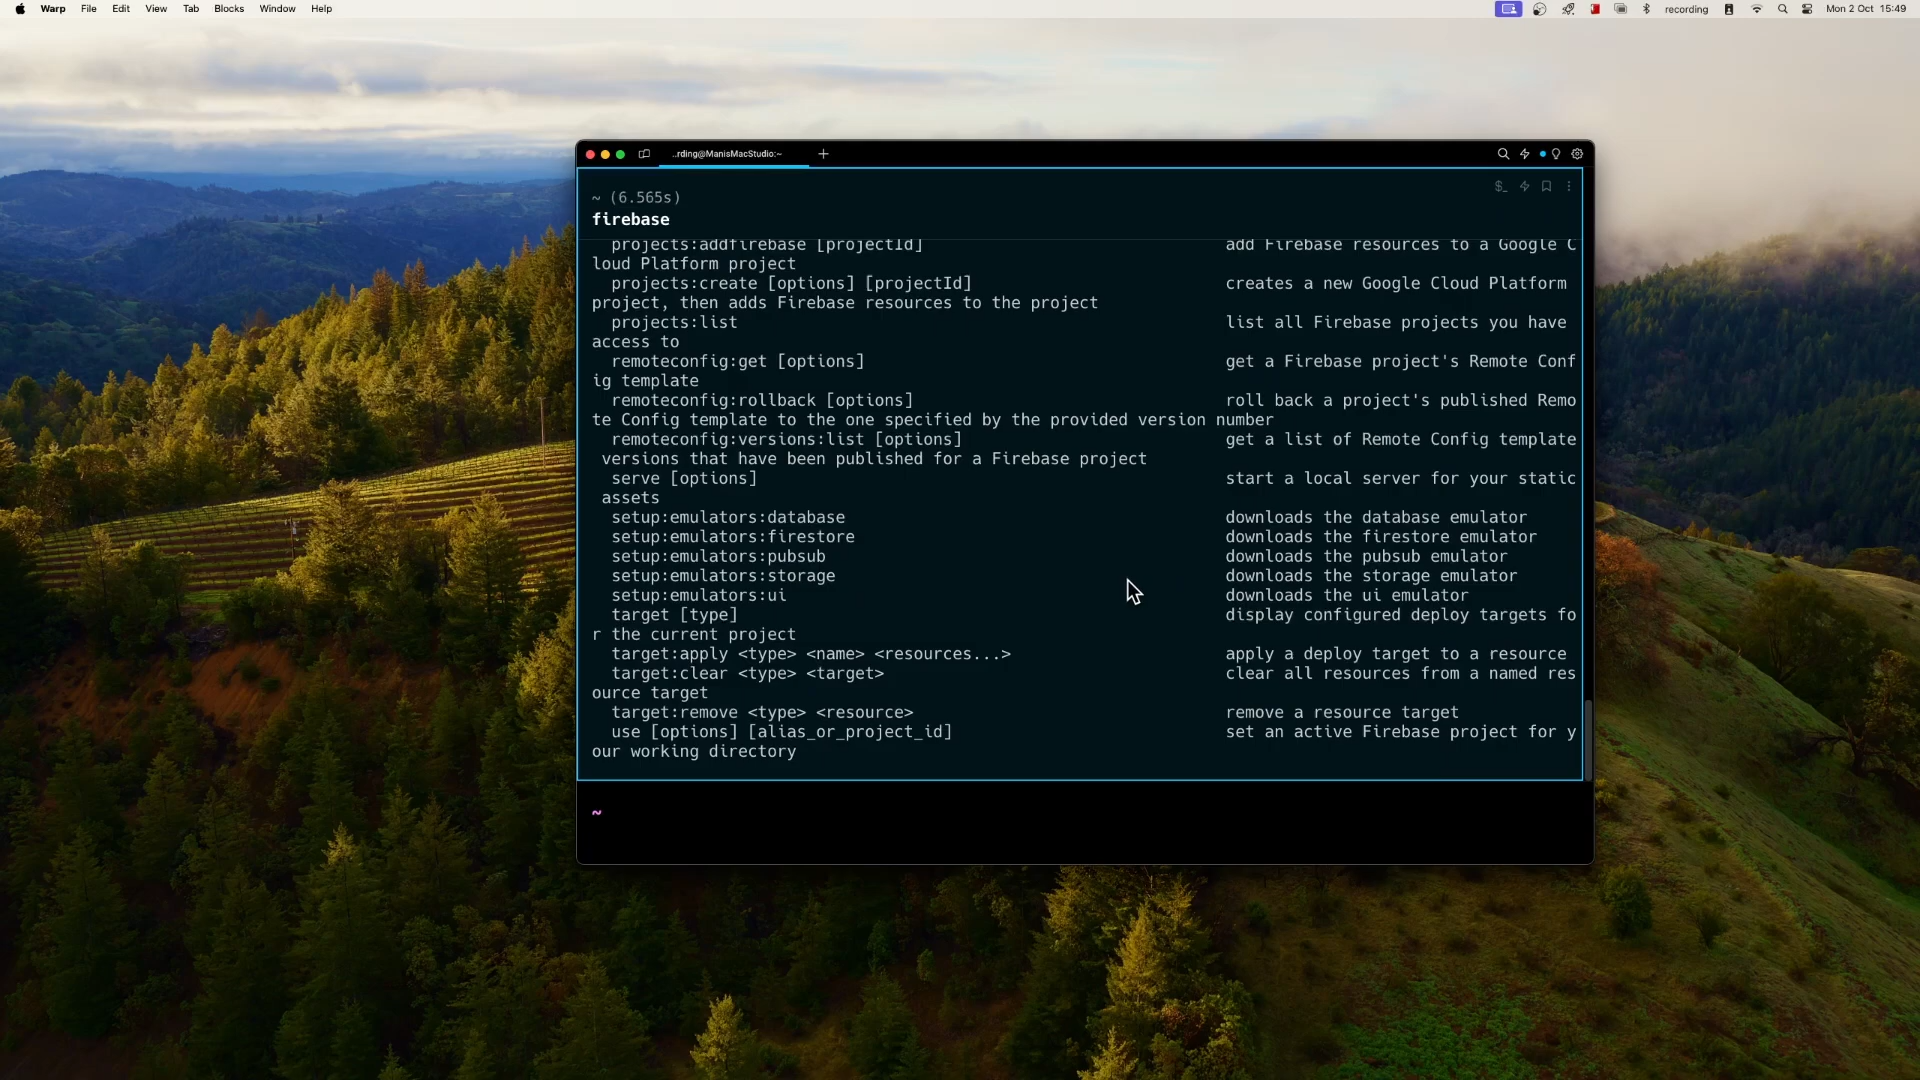 Warp File Edit View Tab Blocks Window Help recording Mon 2 Oct 15:49
..rding@ManisMacStudio:~
~ (6.565s)
firebase
projects:addfirebase [projectId] add Firebase resources to a Google C
loud Platform project
projects:create [options] [projectId] creates a new Google Cloud Platform
project, then adds Firebase resources to the project
projects:list list all Firebase projects you have
access to
remoteconfig:get [options] get a Firebase project's Remote Conf
ig template
remoteconfig:rollback [options] roll back a project's published Remo
te Config template to the one specified by the provided version number
remoteconfig:versions:list [options] get a list of Remote Config template
versions that have been published for a Firebase project
serve [options] start a local server for your static
assets
setup:emulators:database downloads the database emulator
setup:emulators:firestore downloads the firestore emulator
setup:emulators:pubsub downloads the pubsub emulator
setup:emulators:storage downloads the storage emulator
setup:emulators:ui downloads the ui emulator
target [type] display configured deploy targets fo
r the current project
target:apply <type> <name> <resources...> apply a deploy target to a resource
target:clear <type> <target> clear all resources from a named res
ource target
target:remove <type> <resource> remove a resource target
use [options] [alias_or_project_id] set an active Firebase project for y
our working directory
~